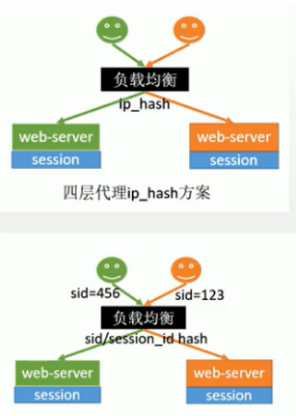 负载均衡
ip_hash
web-server
web-server
session
session
四层代理ip_hash方案
sid=456
sid=123
负载均衡
sid/session_id hash
web-server
web-server
session
session